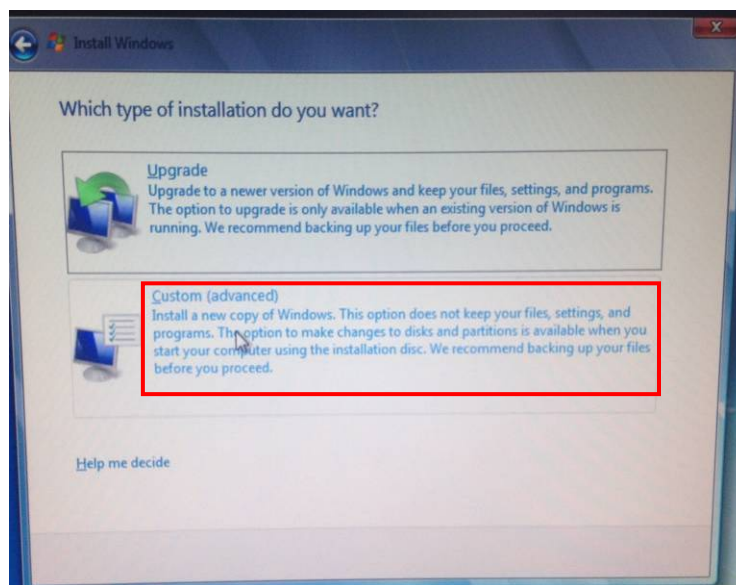 Install Windows
Which type of installation do you want?
Upgrade
Upgrade to a newer version of Windows and keep your files, settings, and programs.
The option to upgrade is only available when an existing version of Windows is
running. We recommend backing up your files before you proceed.
Custom (advanced)
Install a new copy of Windows. This option does not keep your files, settings, and
programs. The option to make changes to disks and partitions is available when you
start your computer using the installation disc. We recommend backing up your files
before you proceed.
Help me decide